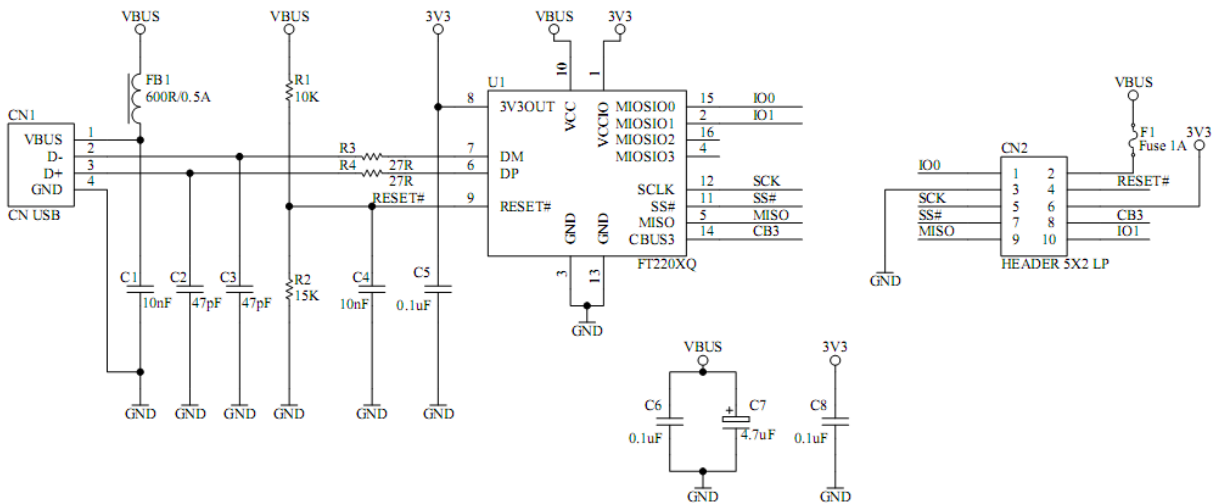 VBUS VBUS 3V3 VBUS 3V3
FB1
600R/0.5A
R1
10K
U1
10 1
CN1
VBUS 1
D- 2
D+ 3
GND 4
CN USB
R3
R4
27R
27R
RESET#
8 3V3OUT
7 DM
6 DP
9 RESET#
VCC VCCIO
MIOSIO0 15 IO0
MIOSIO1 2 IO1
MIOSIO2 16
MIOSIO3 4
SCLK 12 SCK
SS# 11 SS#
MISO 5 MISO
CBUS3 14 CB3
GND GND
3 13
FT220XQ
GND
C1
10nF
C2
47pF
C3
47pF
R2
15K
C4
10nF
C5
0.1uF
GND GND GND GND GND GND
VBUS
F1
Fuse 1A
3V3
CN2
IO0 1 2
3 4 RESET#
SCK 5 6
SS# 7 8 CB3
MISO 9 10 IO1
HEADER 5X2 LP
GND
VBUS 3V3
C6
0.1uF
+
C7
4.7uF
C8
0.1uF
GND GND